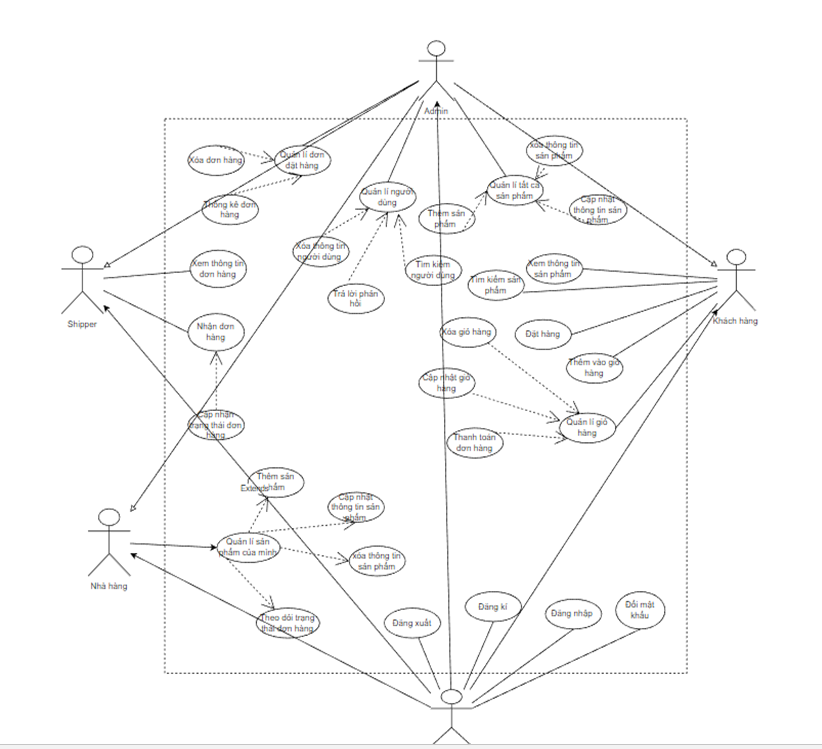 Admin
Xóa đơn hàng
Quản lí đơn
đặt hàng
xóa thông tin
sản phẩm
Quản lí người
dùng
Quản lí tất cả
sản phẩm
Thống kê đơn
hàng
Thêm sản
phẩm
Cập nhật
thông tin sản
phẩm
Xóa thông tin
người dùng
Tìm kiếm
người dùng
Xem thông tin
đơn hàng
Xem thông tin
sản phẩm
Tìm kiếm sản
phẩm
Trả lời phản
hồi
Shipper
Khách hàng
Nhận đơn
hàng
Xóa giỏ hàng
Đặt hàng
Thêm vào giỏ
hàng
Cập nhật giỏ
hàng
Cập nhận
trạng thái đơn
hàng
Quản lí giỏ
hàng
Thanh toán
đơn hàng
Thêm sản
phẩm
Extends
Cập nhật
thông tin sản
phẩm
Quản lí sản
phẩm của mình
xóa thông tin
sản phẩm
Nhà hàng
Theo dõi trạng
thái đơn hàng
Đăng xuất
Đăng kí
Đăng nhập
Đổi mật
khẩu